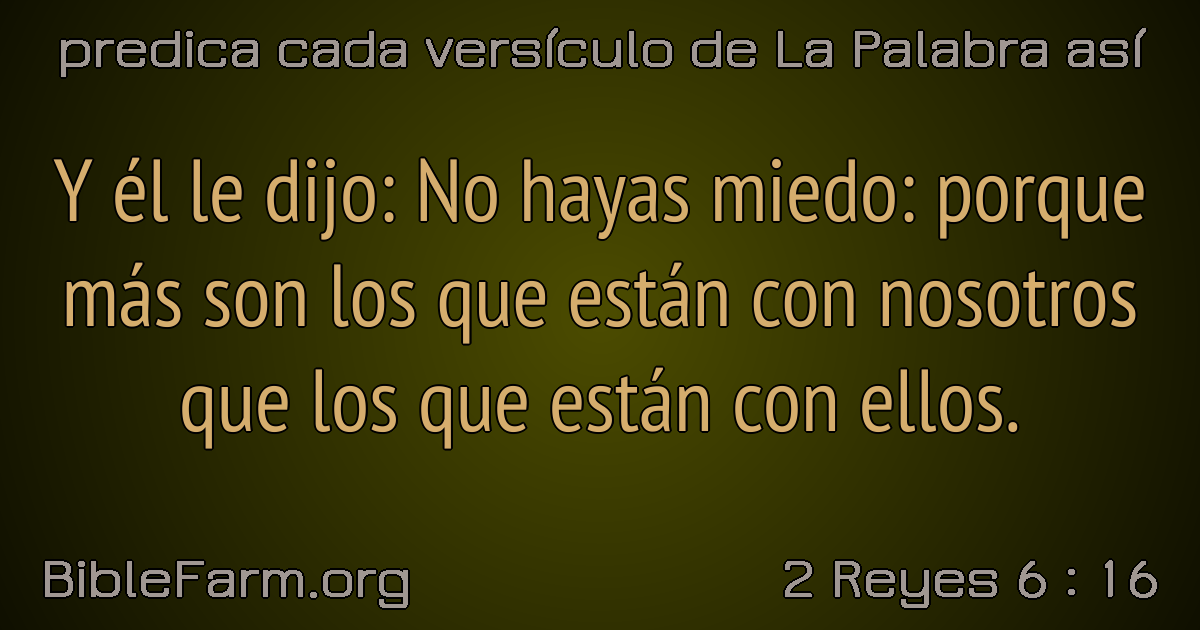 predica cada versículo de La Palabra así
Y él le dijo: No hayas miedo: porque
más son los que están con nosotros
que los que están con ellos.
BibleFarm.org
2 Reyes 6 : 16